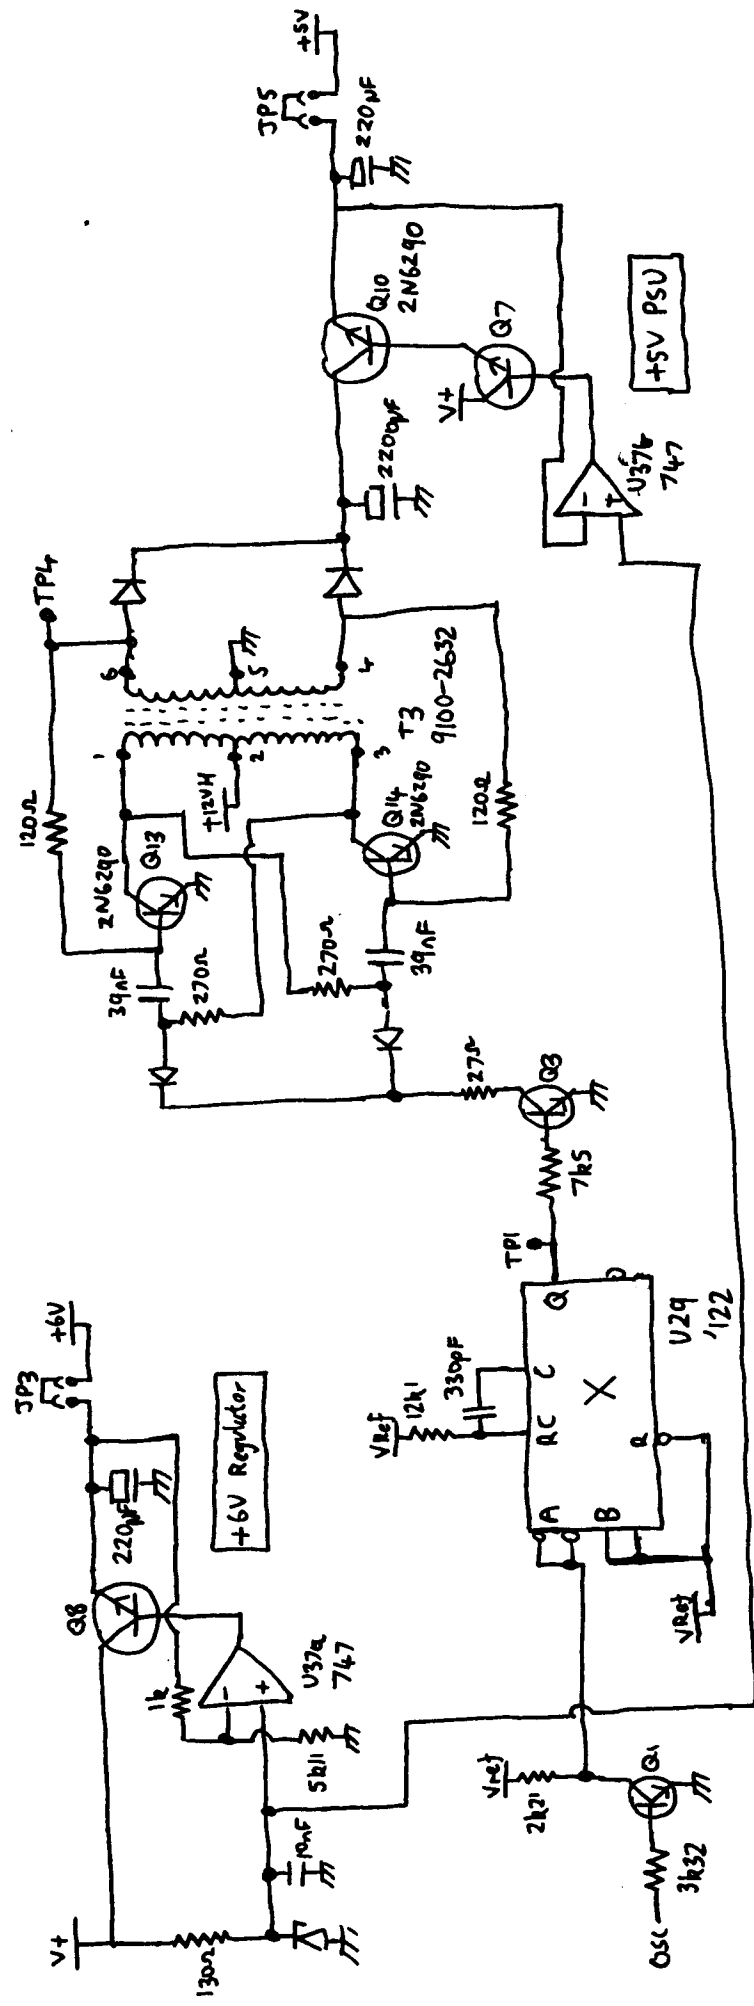 V+
130Ω
10nF
5k11
1k
U37a
747
Q8
220µF
JP3
+6V
+6V Regulator
OSC
3k32
Q1
2k21
Vref
VRef
12k1
330pF
RC
C
A
B
R
Q
X
VRef
U29
'122
TP1
7k5
Q3
27Ω
39nF
270Ω
270Ω
39nF
120Ω
2N6290
Q13
+12VH
Q14
2N6290
120Ω
1
2
3
T3
9100-2632
6
5
4
TP4
2200µF
V+
Q7
Q10
2N6290
U37b
747
-
+
-
+
220µF
JP5
+5V
+5V PSU